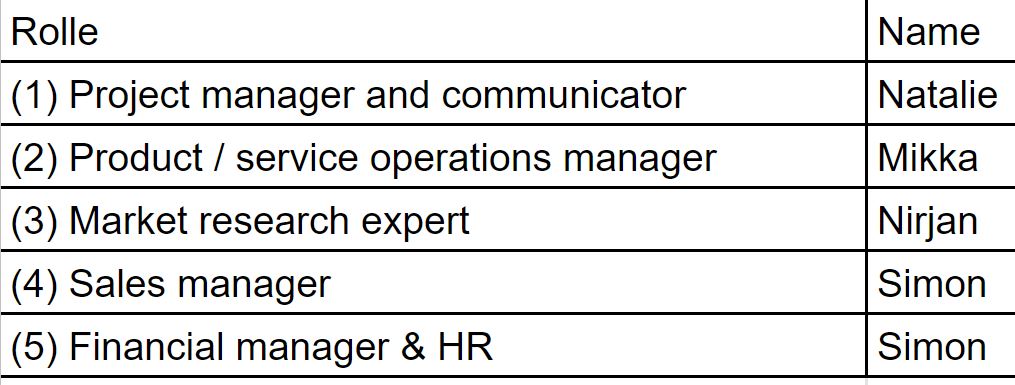 Rolle Name
(1) Project manager and communicator Natalie
(2) Product / service operations manager Mikka
(3) Market research expert Nirjan
(4) Sales manager Simon
(5) Financial manager & HR Simon